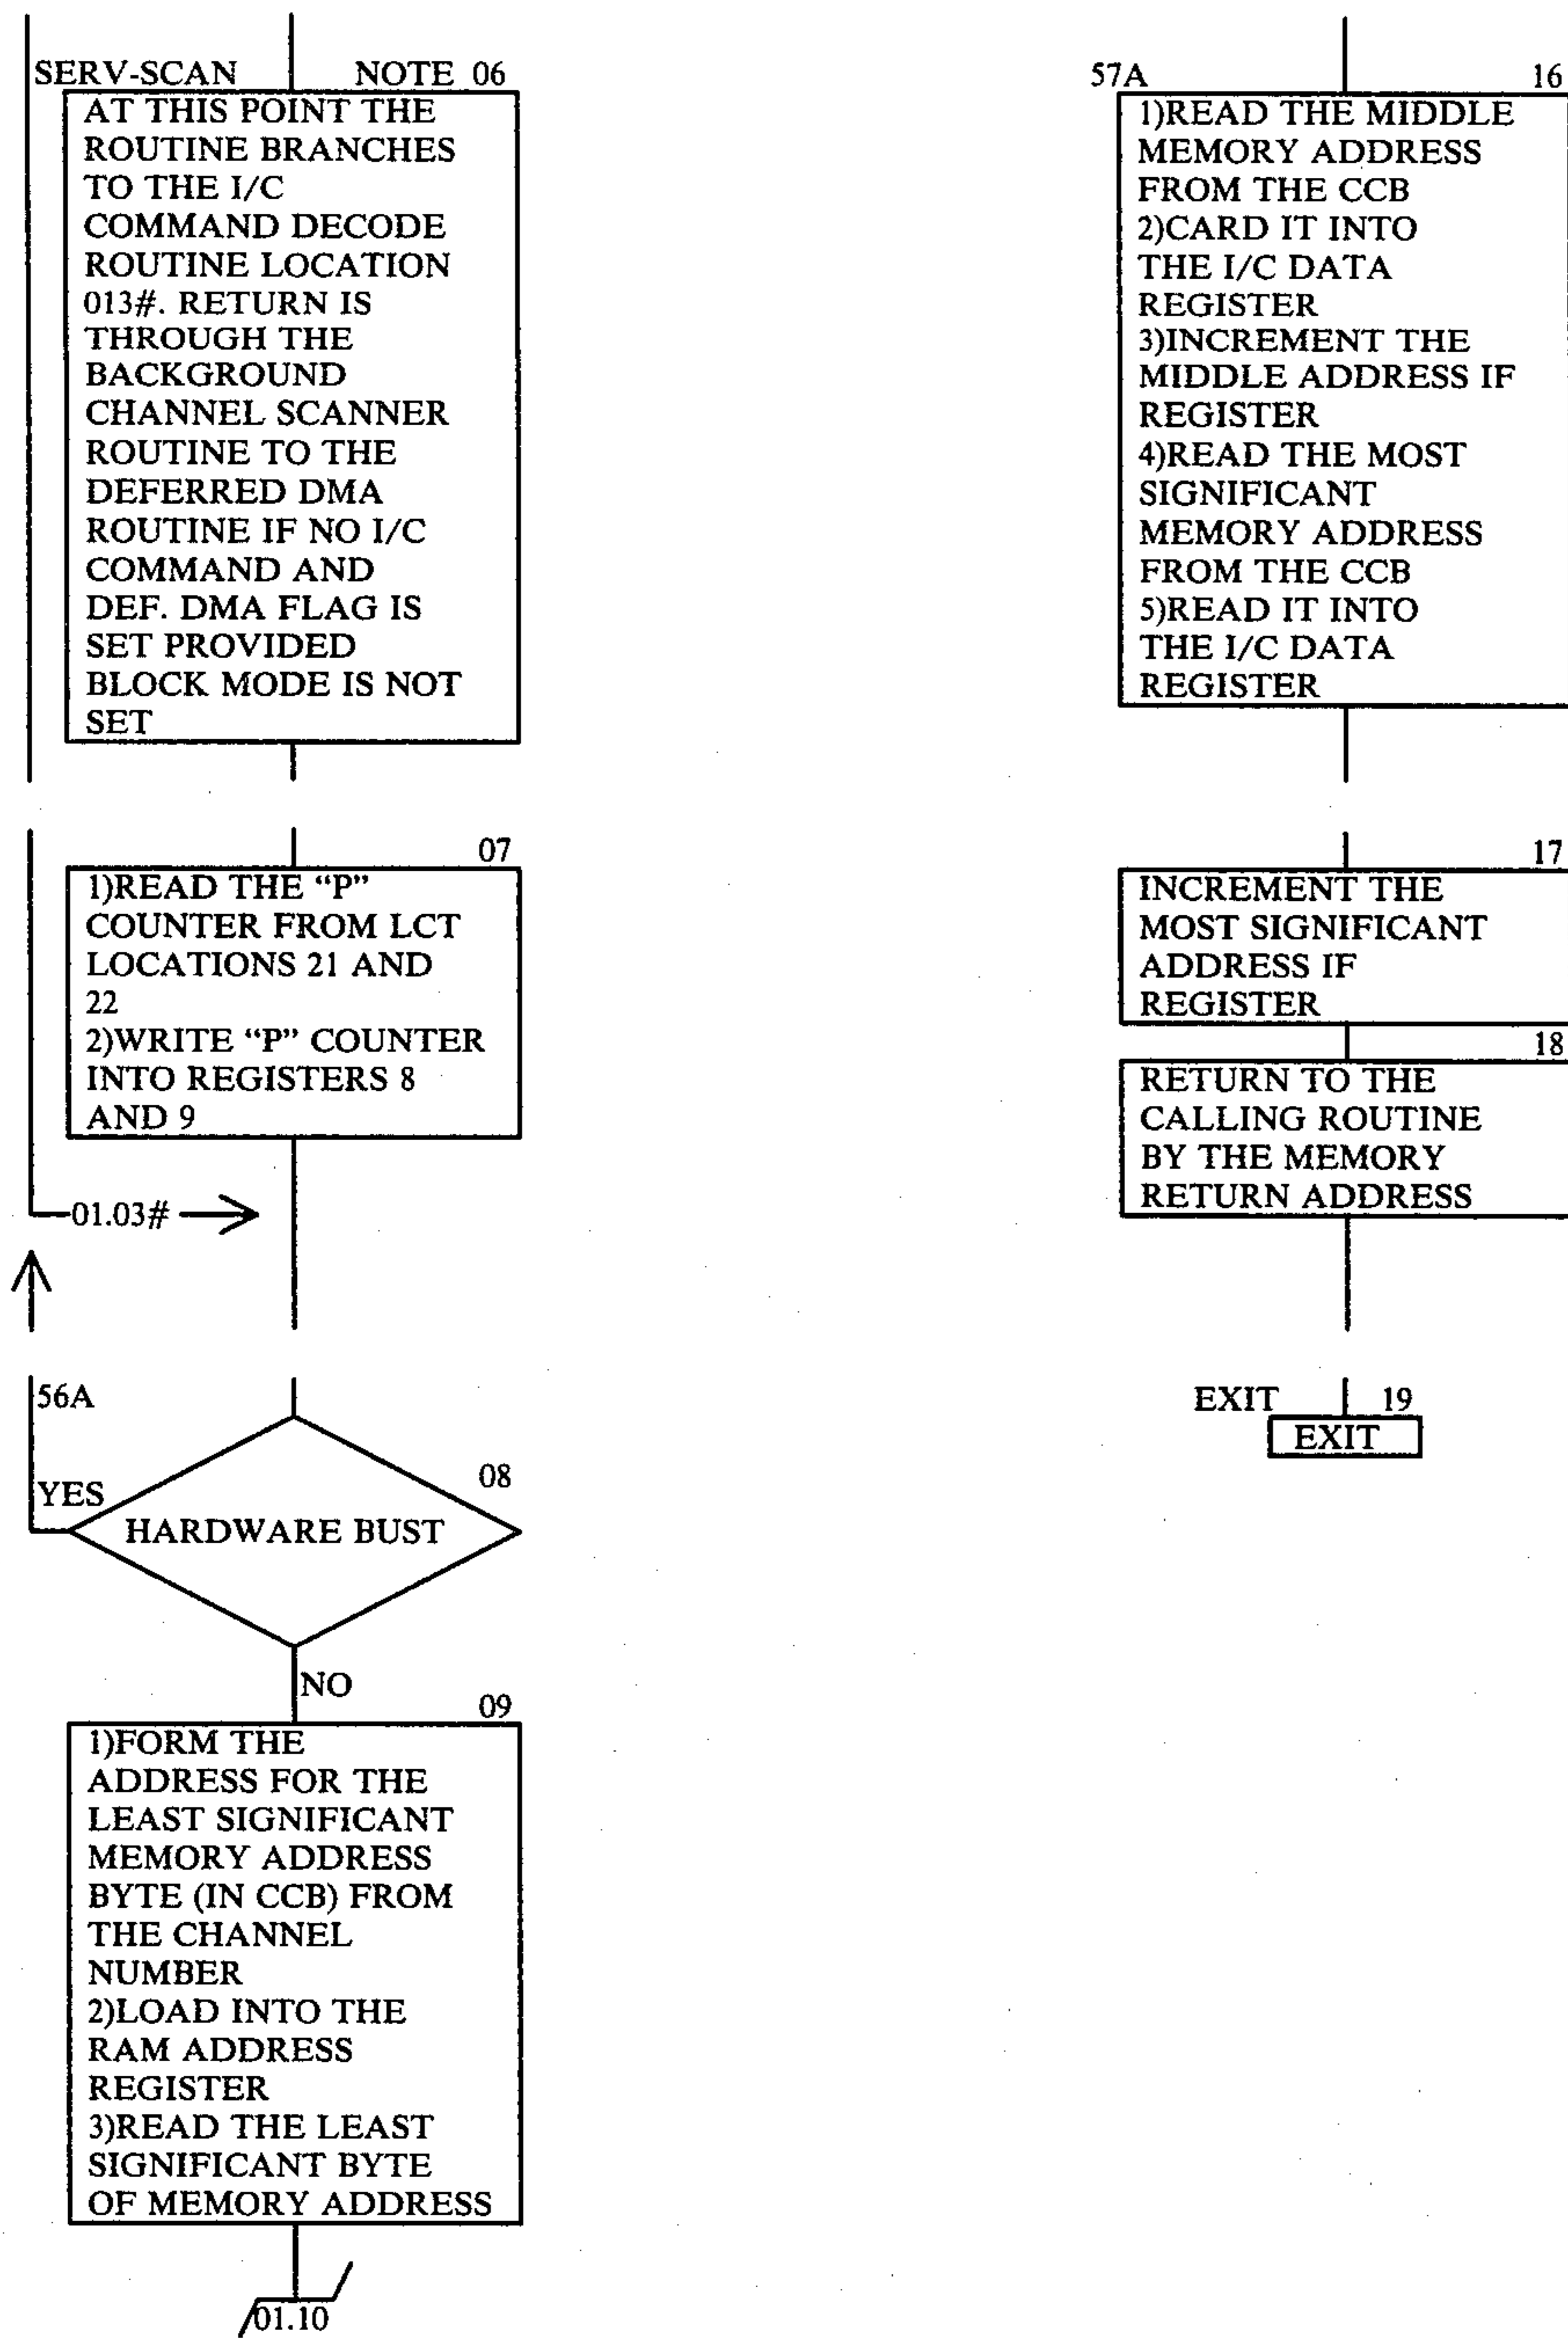 SERV-SCAN NOTE 06
AT THIS POINT THE
ROUTINE BRANCHES
TO THE I/C
COMMAND DECODE
ROUTINE LOCATION
013#. RETURN IS
THROUGH THE
BACKGROUND
CHANNEL SCANNER
ROUTINE TO THE
DEFERRED DMA
ROUTINE IF NO I/C
COMMAND AND
DEF. DMA FLAG IS
SET PROVIDED
BLOCK MODE IS NOT
SET
07
1)READ THE “P”
COUNTER FROM LCT
LOCATIONS 21 AND
22
2)WRITE “P” COUNTER
INTO REGISTERS 8
AND 9
01.03#
56A
YES
08
HARDWARE BUST
NO
09
1)FORM THE
ADDRESS FOR THE
LEAST SIGNIFICANT
MEMORY ADDRESS
BYTE (IN CCB) FROM
THE CHANNEL
NUMBER
2)LOAD INTO THE
RAM ADDRESS
REGISTER
3)READ THE LEAST
SIGNIFICANT BYTE
OF MEMORY ADDRESS
01.10
57A 16
1)READ THE MIDDLE
MEMORY ADDRESS
FROM THE CCB
2)CARD IT INTO
THE I/C DATA
REGISTER
3)INCREMENT THE
MIDDLE ADDRESS IF
REGISTER
4)READ THE MOST
SIGNIFICANT
MEMORY ADDRESS
FROM THE CCB
5)READ IT INTO
THE I/C DATA
REGISTER
17
INCREMENT THE
MOST SIGNIFICANT
ADDRESS IF
REGISTER
18
RETURN TO THE
CALLING ROUTINE
BY THE MEMORY
RETURN ADDRESS
EXIT 19
EXIT